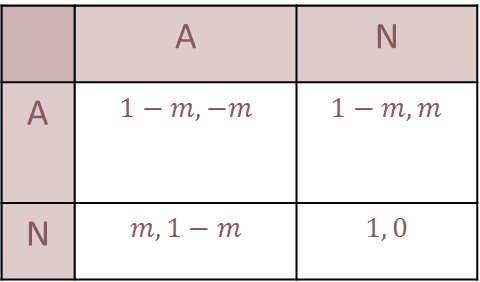 A N
A 1 − m, −m 1 − m, m
N m, 1 − m 1, 0